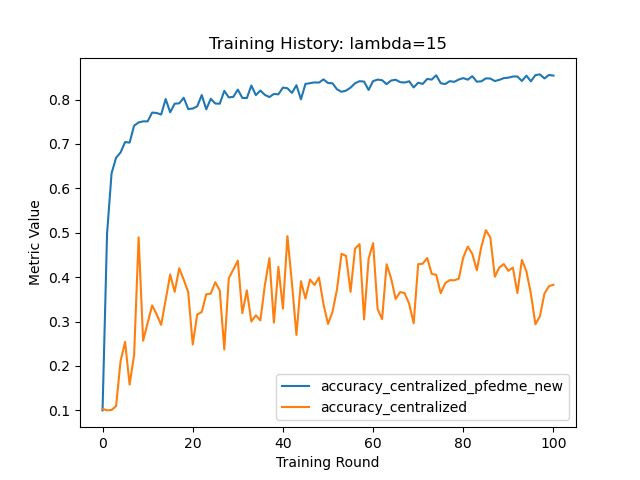 Training History: lambda=15
Metric Value
0.8
0.7
0.6
0.5
0.4
0.3
0.2
0.1
accuracy_centralized_pfedme_new
accuracy_centralized
0 20 40 60 80 100
Training Round